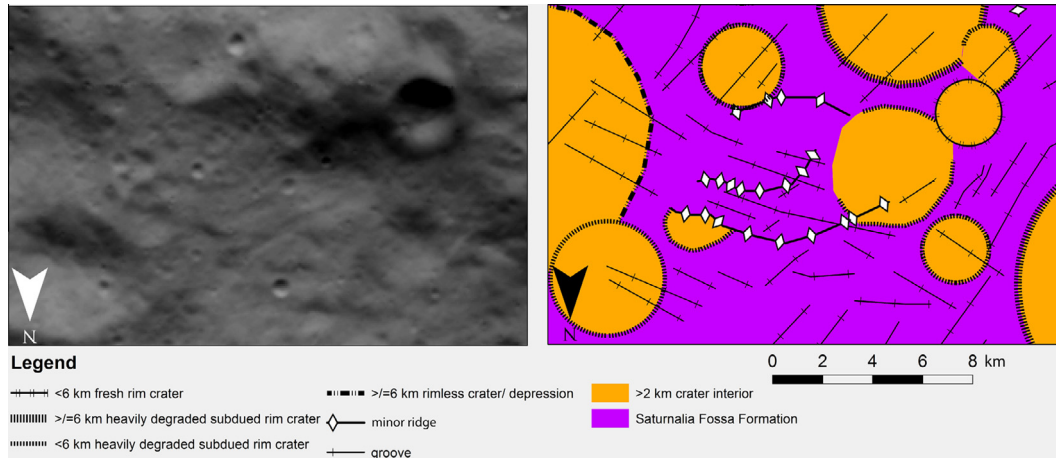 N
N
Legend
0 2 4 6 8 km
<6 km fresh rim crater
>/=6 km rimless crater/ depression
>2 km crater interior
>/=6 km heavily degraded subdued rim crater
minor ridge
Saturnalia Fossa Formation
<6 km heavily degraded subdued rim crater
groove